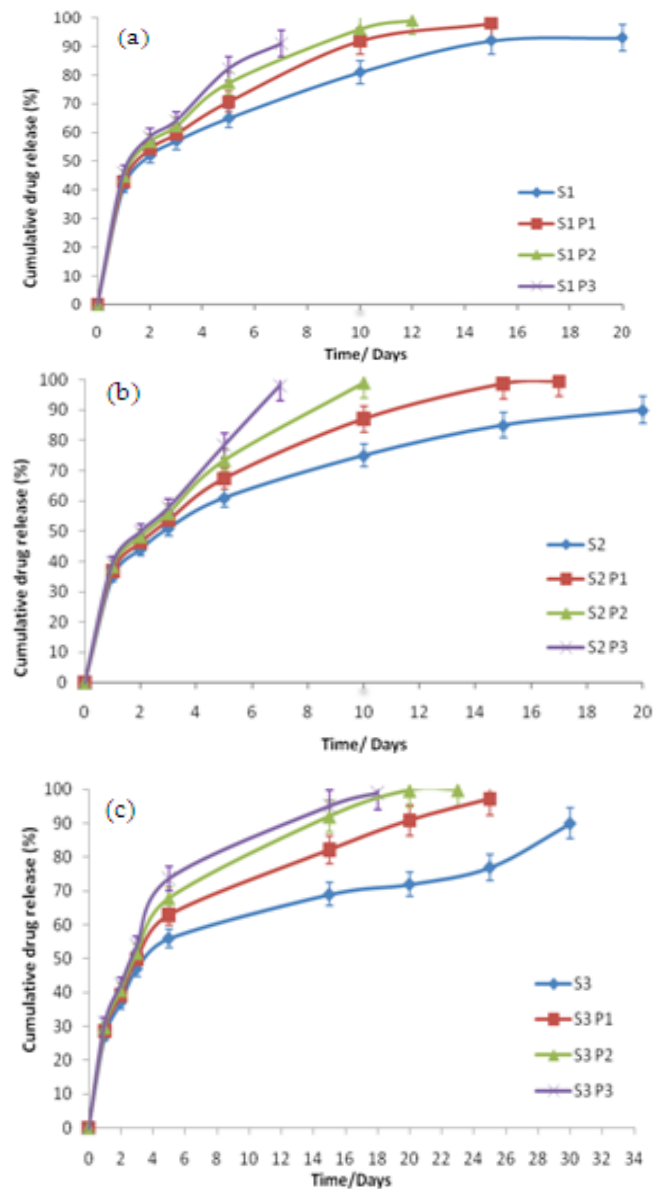 (a)
Cumulative drug release (%)
100
90
80
70
60
50
40
30
20
10
0
0 2 4 6 8 10 12 14 16 18 20
Time/ Days
S1
S1 P1
S1 P2
S1 P3
(b)
Cumulative drug release (%)
100
90
80
70
60
50
40
30
20
10
0
0 2 4 6 8 10 12 14 16 18 20
Time/ Days
S2
S2 P1
S2 P2
S2 P3
(c)
Cumulative drug release (%)
100
90
80
70
60
50
40
30
20
10
0
0 2 4 6 8 10 12 14 16 18 20 22 24 26 28 30 32 34
Time/Days
S3
S3 P1
S3 P2
S3 P3